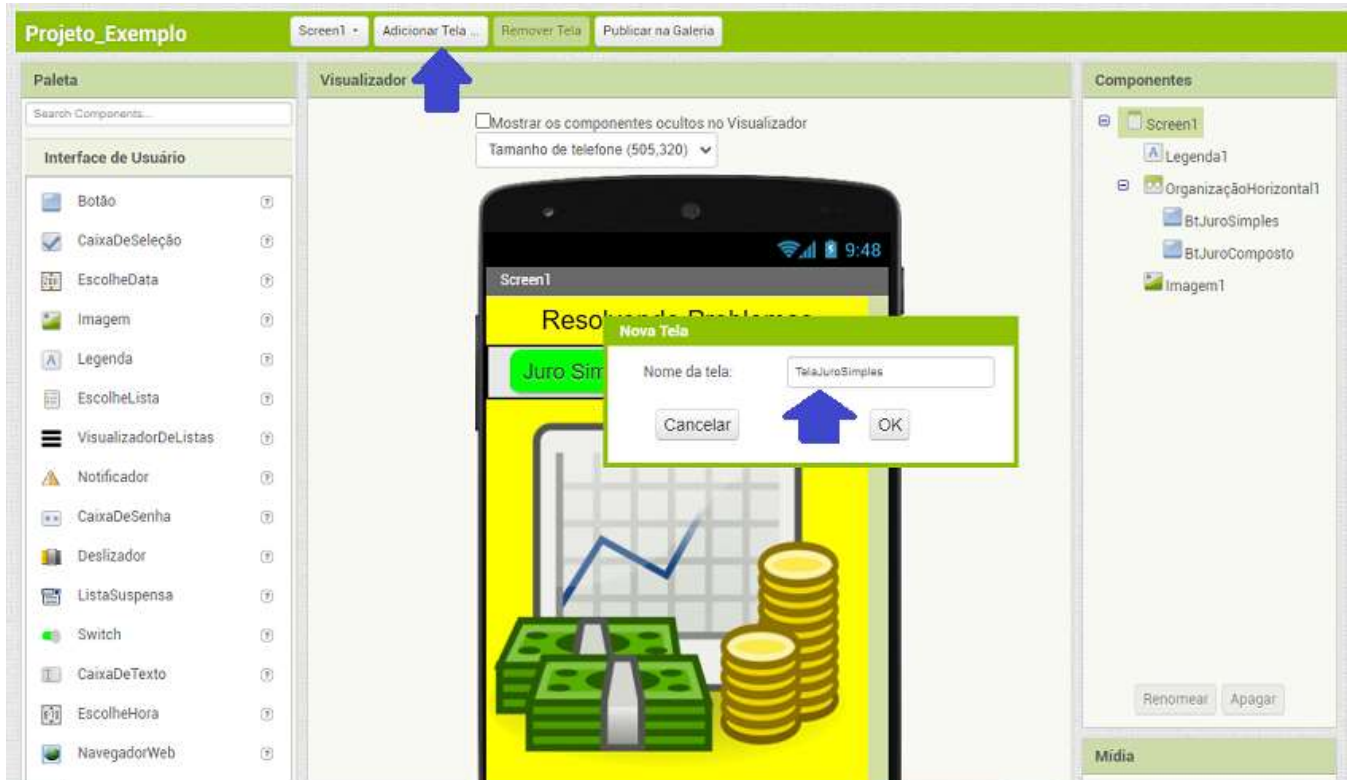 Projeto_Exemplo
Screen1
Adicionar Tela ...
Remover Tela
Publicar na Galeria
Paleta
Search Components...
Interface de Usuário
Botão
CaixaDeSeleção
EscolheData
Imagem
Legenda
EscolheLista
VisualizadorDeListas
Notificador
CaixaDeSenha
Deslizador
ListaSuspensa
Switch
CaixaDeTexto
EscolheHora
NavegadorWeb
Visualizador
Mostrar os componentes ocultos no Visualizador
Tamanho de telefone (505,320)
9:48
Screen1
Juro Sim
Nova Tela
Nome da tela:
TelaJuroSimples
Cancelar
OK
Componentes
Screen1
Legenda1
OrganizaçãoHorizontal1
BtJuroSimples
BtJuroComposto
Imagem1
Renomear
Apagar
Mídia